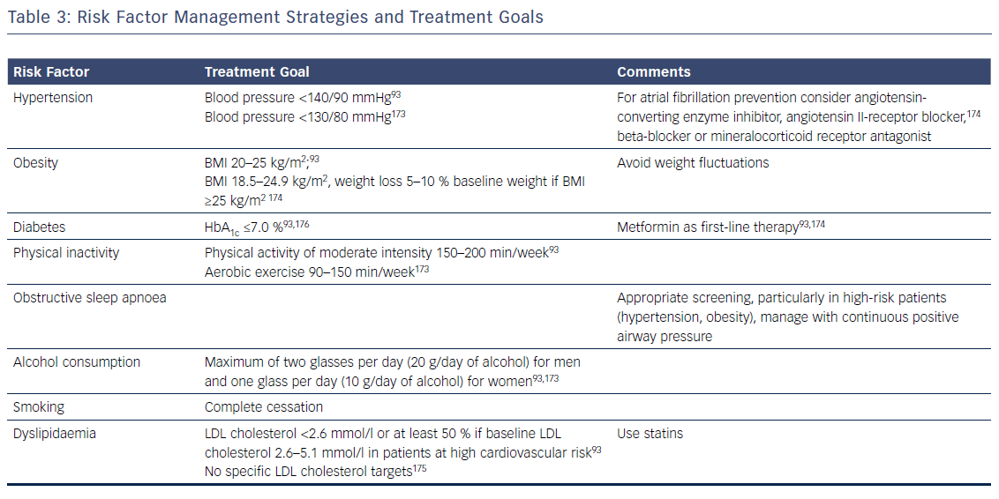 Table 3: Risk Factor Management Strategies and Treatment Goals
Risk Factor Treatment Goal Comments
Hypertension Blood pressure <140/90 mmHg93 For atrial fibrillation prevention consider angiotensin-
Blood pressure <130/80 mmHg173 converting enzyme inhibitor, angiotensin II-receptor blocker,174
beta-blocker or mineralocorticoid receptor antagonist
Obesity BMI 20–25 kg/m2;93 Avoid weight fluctuations
BMI 18.5–24.9 kg/m2, weight loss 5–10 % baseline weight if BMI
≥25 kg/m2 174
Diabetes HbA1c ≤7.0 %93,176 Metformin as first-line therapy93,174
Physical inactivity Physical activity of moderate intensity 150–200 min/week93
Aerobic exercise 90–150 min/week173
Obstructive sleep apnoea Appropriate screening, particularly in high-risk patients
(hypertension, obesity), manage with continuous positive
airway pressure
Alcohol consumption Maximum of two glasses per day (20 g/day of alcohol) for men
and one glass per day (10 g/day of alcohol) for women93,173
Smoking Complete cessation
Dyslipidaemia LDL cholesterol <2.6 mmol/l or at least 50 % if baseline LDL Use statins
cholesterol 2.6–5.1 mmol/l in patients at high cardiovascular risk93
No specific LDL cholesterol targets175